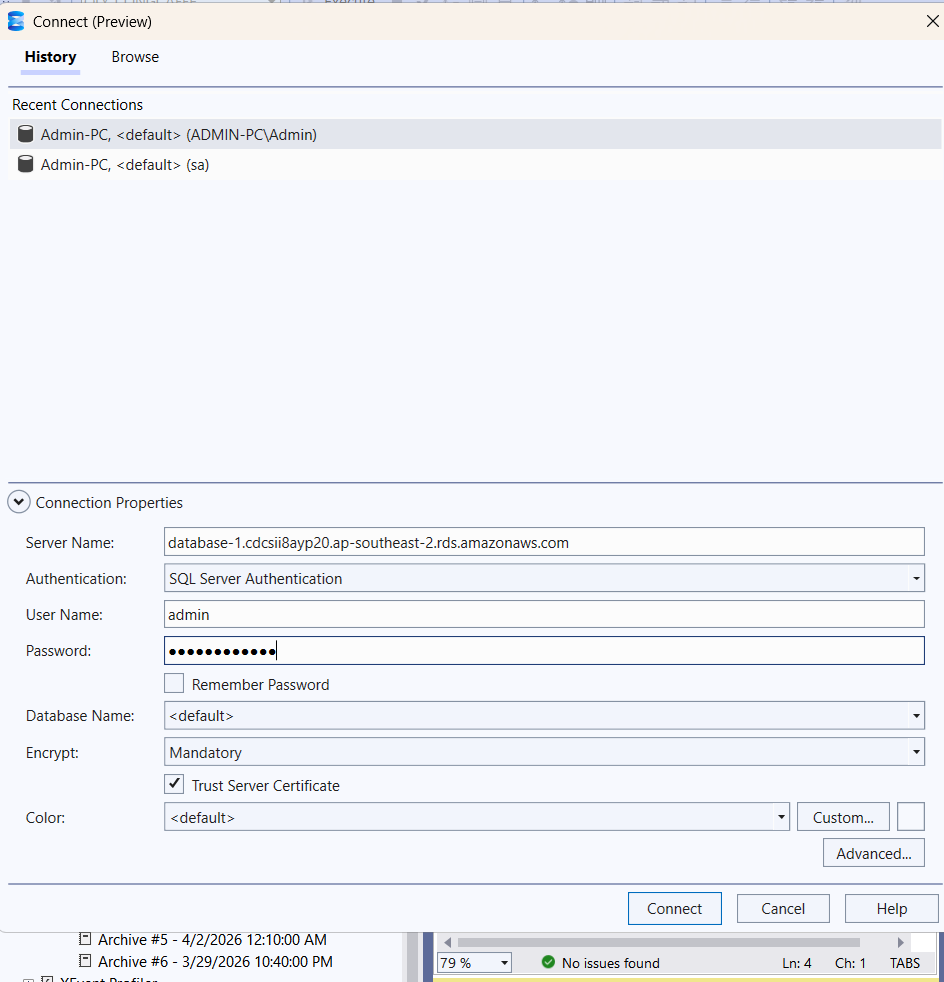 Connect (Preview)
History Browse
Recent Connections
Admin-PC, <default> (ADMIN-PC\Admin)
Admin-PC, <default> (sa)
Connection Properties
Server Name: database-1.cdcsii8ayp20.ap-southeast-2.rds.amazonaws.com
Authentication: SQL Server Authentication
User Name: admin
Password: ●●●●●●●●●●●●
Remember Password
Database Name: <default>
Encrypt: Mandatory
Trust Server Certificate
Color: <default> Custom...
Advanced...
Connect Cancel Help
Archive #5 - 4/2/2026 12:10:00 AM
Archive #6 - 3/29/2026 10:40:00 PM
79 % No issues found Ln: 4 Ch: 1 TABS
XEvent Profiler